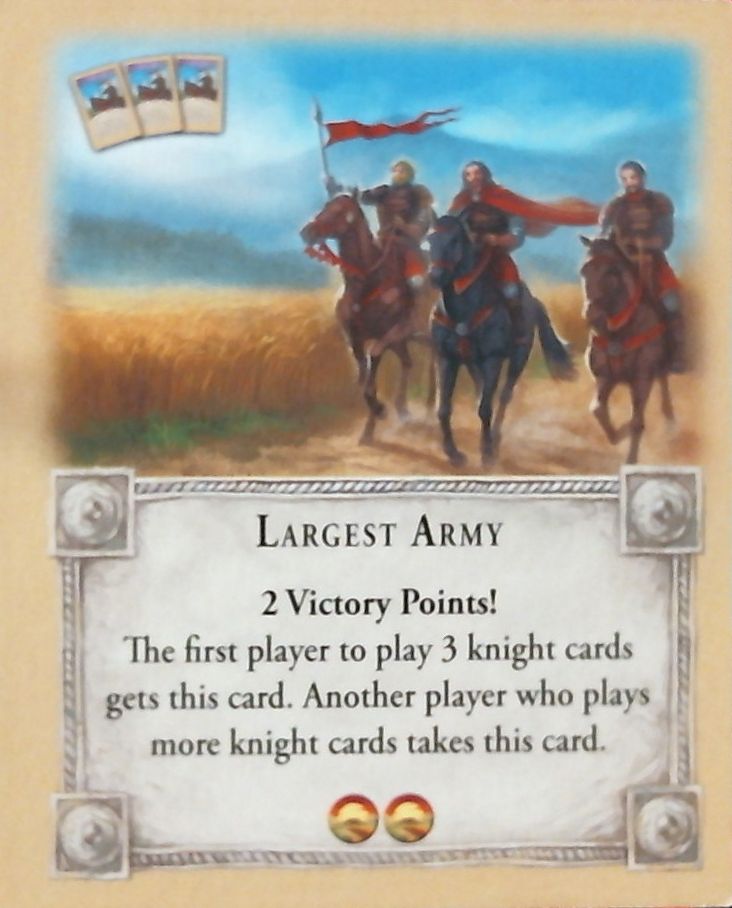 Largest Army
2 Victory Points!
The first player to play 3 knight cards
gets this card. Another player who plays
more knight cards takes this card.